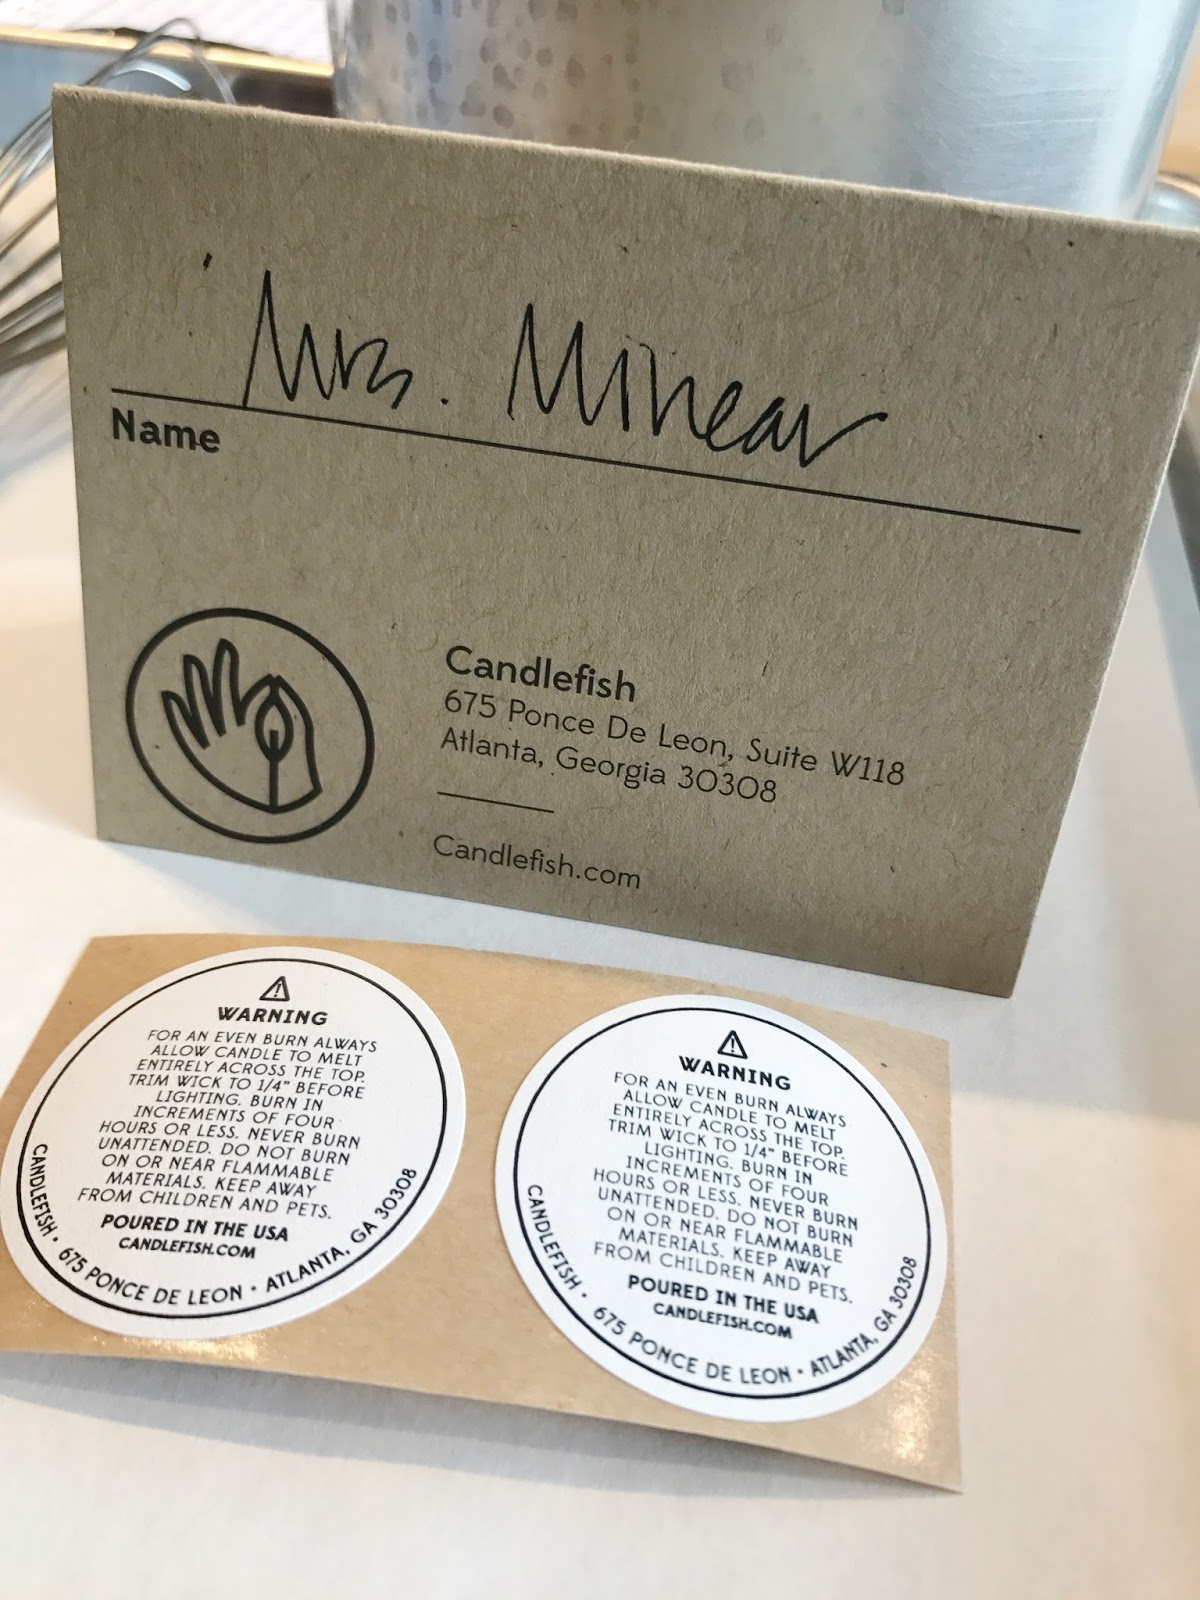 Mrs. Minear
Name
Candlefish
675 Ponce De Leon, Suite W118
Atlanta, Georgia 30308
Candlefish.com
WARNING
FOR AN EVEN BURN ALWAYS
ALLOW CANDLE TO MELT
ENTIRELY ACROSS THE TOP.
TRIM WICK TO 1/4" BEFORE
LIGHTING. BURN IN
INCREMENTS OF FOUR
HOURS OR LESS. NEVER BURN
UNATTENDED. DO NOT BURN
ON OR NEAR FLAMMABLE
MATERIALS. KEEP AWAY
FROM CHILDREN AND PETS.
POURED IN THE USA
CANDLEFISH.COM
CANDLEFISH • 675 PONCE DE LEON • ATLANTA, GA 30308
WARNING
FOR AN EVEN BURN ALWAYS
ALLOW CANDLE TO MELT
ENTIRELY ACROSS THE TOP.
TRIM WICK TO 1/4" BEFORE
LIGHTING. BURN IN
INCREMENTS OF FOUR
HOURS OR LESS. NEVER BURN
UNATTENDED. DO NOT BURN
ON OR NEAR FLAMMABLE
MATERIALS. KEEP AWAY
FROM CHILDREN AND PETS.
POURED IN THE USA
CANDLEFISH.COM
CANDLEFISH • 675 PONCE DE LEON • ATLANTA, GA 30308